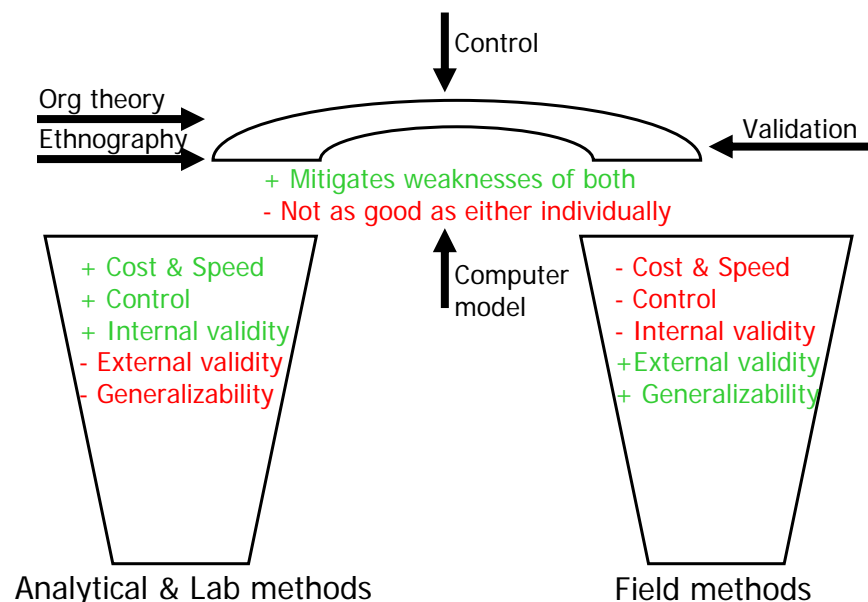 Control
Org theory
Ethnography
Validation
+ Mitigates weaknesses of both
- Not as good as either individually
+ Cost & Speed
+ Control
+ Internal validity
- External validity
- Generalizability
Computer
model
- Cost & Speed
- Control
- Internal validity
+External validity
+ Generalizability
Analytical & Lab methods
Field methods